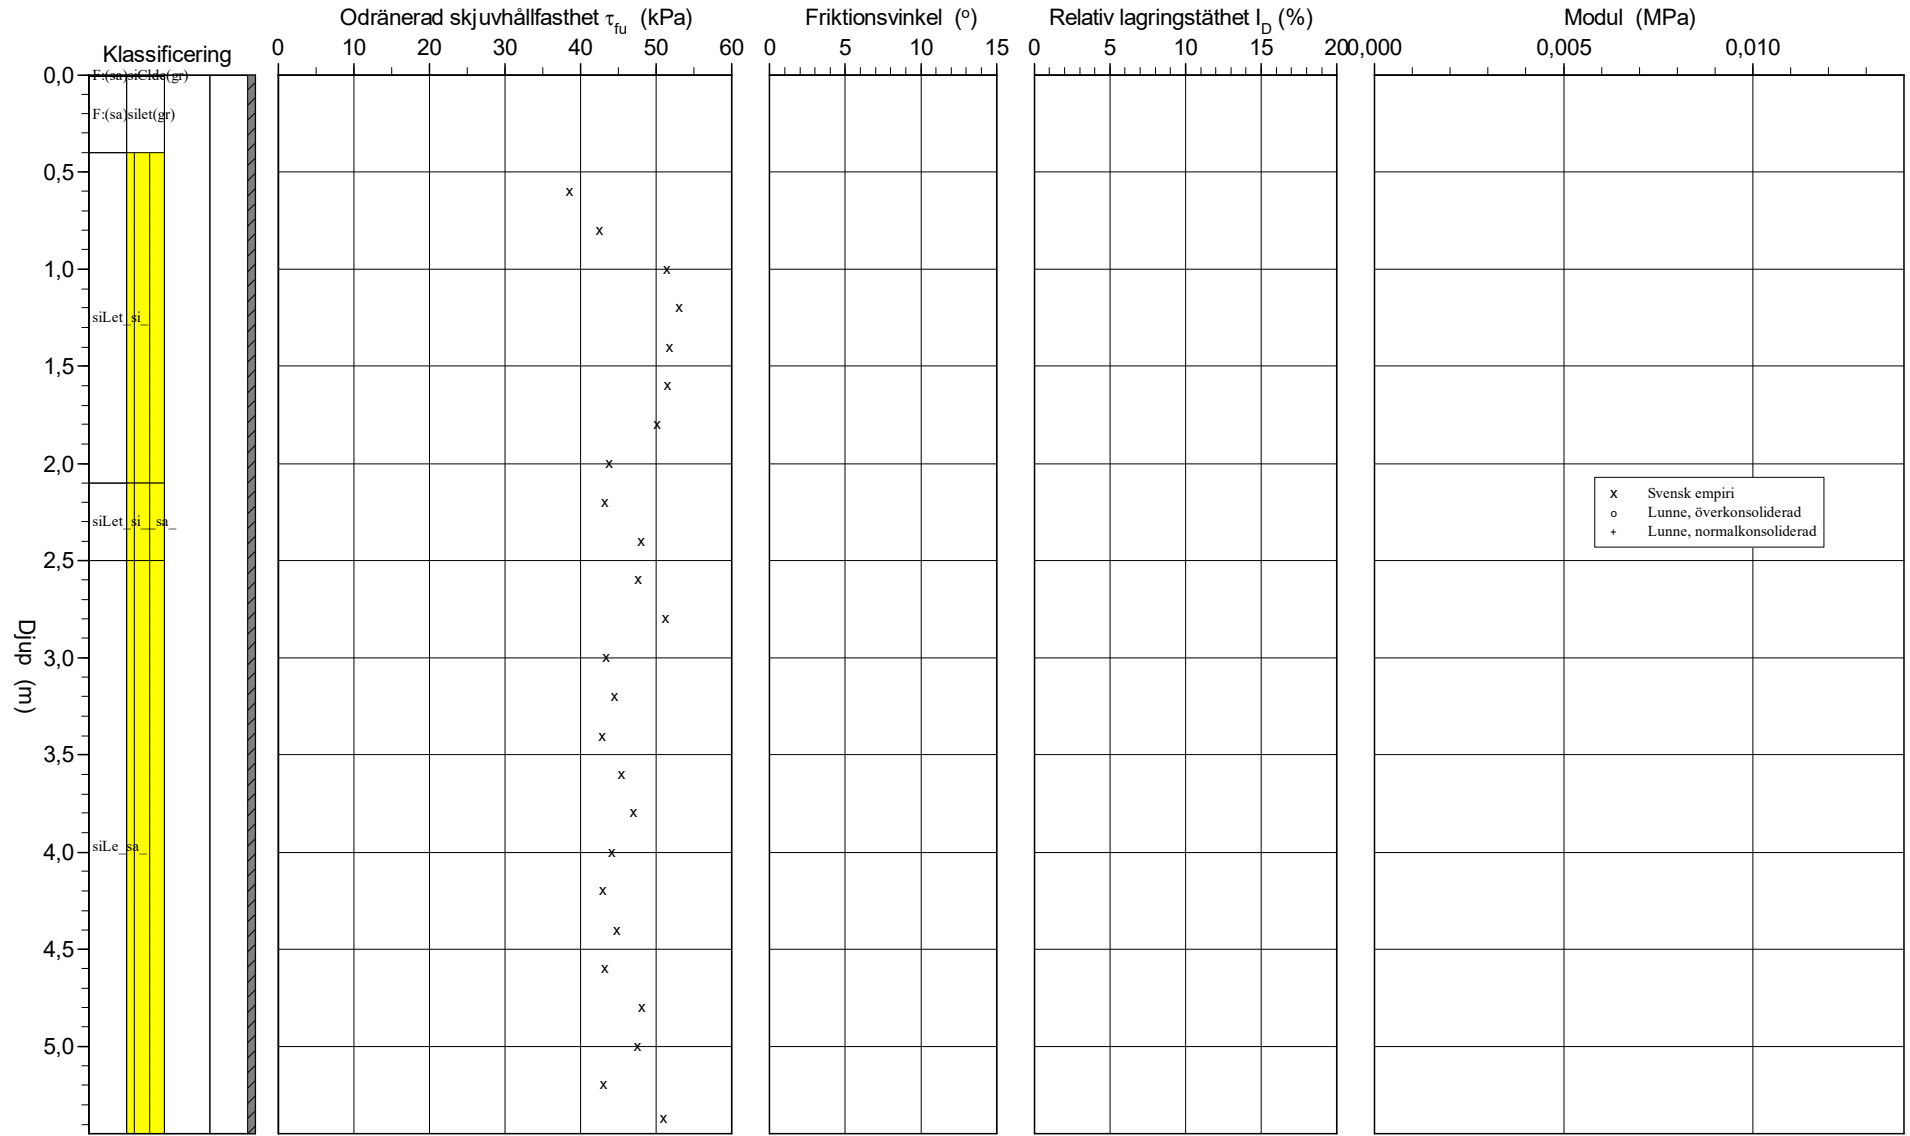 Odränerad skjuvhållfasthet τfu (kPa)
Friktionsvinkel (o)
Relativ lagringstäthet ID (%)
Modul (MPa)
Klassificering
0 10 20 30 40 50 60
0 5 10 15
0 5 10 15 20
0,000 0,005 0,010
0,0
F:(sa)siClde(gr)
F:(sa)silet(gr)
0,5
1,0
siLet_si_
1,5
2,0
siLet_si__sa_
2,5
3,0
3,5
4,0
siLe_sa_
4,5
5,0
Djup (m)
x Svensk empiri
o Lunne, överkonsoliderad
+ Lunne, normalkonsoliderad